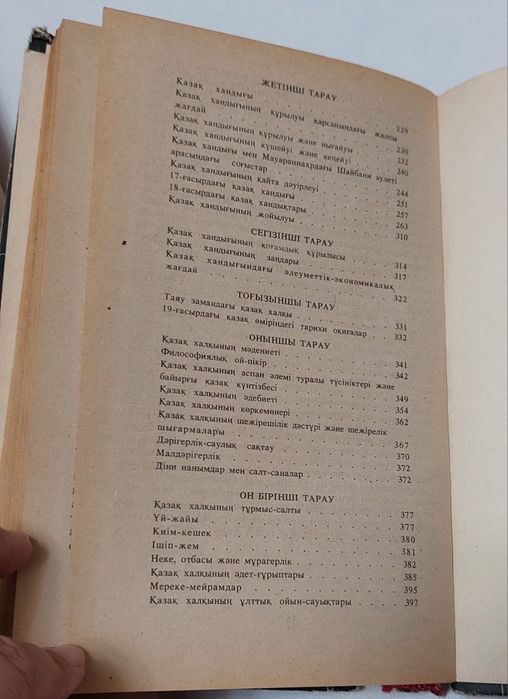 ЖЕТІНШІ ТАРАУ
Қазақ хандығы . . . . . . . . . . 229
Қазақ хандығының құрылуы қарсаңындағы жалпы
жағдай . . . . . . . . . . 230
Қазақ хандығының құрылуы және нығаюы . . . 232
Қазақ хандығының күшейуі және кеңейуі . . . 240
Қазақ хандығы мен Мауараннахрдағы Шайбани әулеті
арасындағы соғыстар . . . . . . . 244
Қазақ хандығының қайта дәуірлеуі . . . . 251
17-ғасырдағы қазақ хандығы . . . . . . 257
18-ғасырдағы қазақ хандықтары . . . . . 263
Қазақ хандығының жойылуы . . . . . . 310
СЕГІЗІНШІ ТАРАУ
Қазақ хандығының қоғамдық құрылысы . . . 314
Қазақ хандығының заңдары . . . . . . 317
Қазақ хандығындағы әлеуметтік-экономикалық
жағдай . . . . . . . . . . 322
ТОҒЫЗЫНШЫ ТАРАУ
Таяу замандағы қазақ халқы . . . . . . 331
19-ғасырдағы қазақ өміріндегі тарихи оқиғалар . . 332
ОНЫНШЫ ТАРАУ
Қазақ халқының мәдениеті . . . . . . 341
Философиялық ой-пікір . . . . . . . 342
Қазақ халқының аспан әлемі туралы түсініктері және
байырғы қазақ күнтізбесі . . . . . . 349
Қазақ халқының әдебиеті . . . . . . . 354
Қазақ халқының көркемөнері . . . . . . 362
Қазақ халқының шежірешілік дәстүрі және шежірелік
шығармалары . . . . . . . . . 367
Дәрігерлік-саулық сақтау . . . . . . . 370
Малдәрігерлік . . . . . . . . . . 372
Діни нанымдар мен салт-саналар . . . . . 372
ОН БІРІНШІ ТАРАУ
Қазақ халқының тұрмыс-салты . . . . . 377
Үй-жайы . . . . . . . . . . . 377
Киім-кешек . . . . . . . . . . 380
Ішіп-жем . . . . . . . . . . . 381
Неке, отбасы және мұрагерлік . . . . . . 382
Қазақ халқының әдет-ғұрыптары . . . . . 385
Мереке-мейрамдар . . . . . . . . . 395
Қазақ халқының ұлттық ойын-сауықтары . . . 397